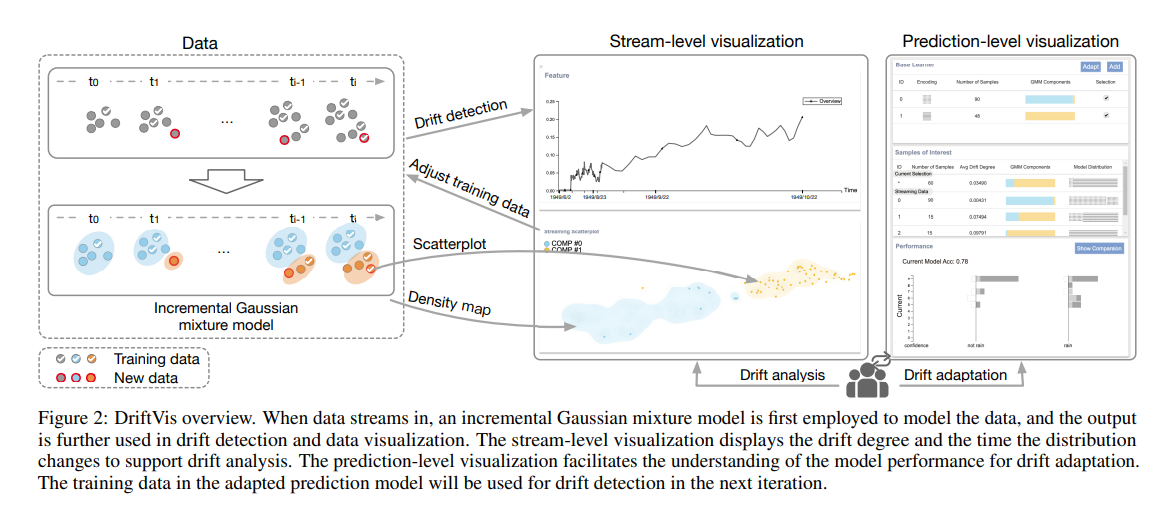 Data
t0 t1 ... ti-1 ti
...
t0 t1 ti-1 ti
...
Incremental Gaussian
mixture model
Training data
New data
Drift detection
Adjust training data
Scatterplot
Density map
Stream-level visualization
Feature
Overview
0.25
0.20
0.15
0.10
0.05
0.00
Time
1949/6/2 1949/8/23 1949/9/22 1949/10/22
Streaming scatterplot
COMP #0
COMP #1
Prediction-level visualization
Base Learner Adapt Add
ID Encoding Number of Samples GMM Components Selection
0 90
1 48
Samples of Interest
ID Number of Samples Avg Drift Degree GMM Components Model Distribution
Current Selection
60 0.03490
Streaming Data
0 90 0.00431
1 15 0.07494
2 15 0.09791
Performance Show Comparison
Current Model Acc: 0.78
Current
confidence not rain rain
Drift analysis Drift adaptation
Figure 2: DriftVis overview. When data streams in, an incremental Gaussian mixture model is first employed to model the data, and the output
is further used in drift detection and data visualization. The stream-level visualization displays the drift degree and the time the distribution
changes to support drift analysis. The prediction-level visualization facilitates the understanding of the model performance for drift adaptation.
The training data in the adapted prediction model will be used for drift detection in the next iteration.